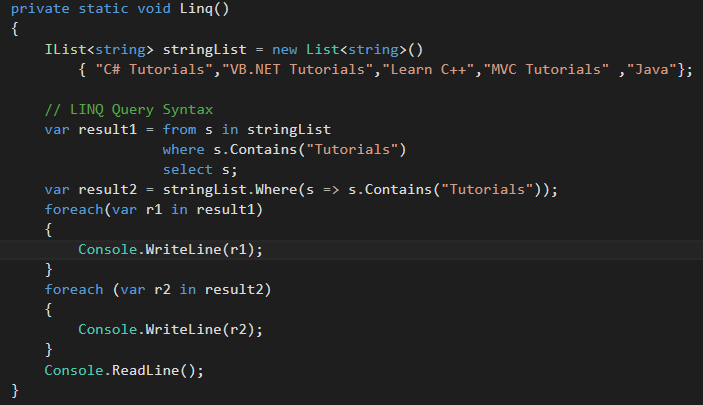 private static void Linq()
{
    IList<string> stringList = new List<string>()
        { "C# Tutorials","VB.NET Tutorials","Learn C++","MVC Tutorials" ,"Java"};

    // LINQ Query Syntax
    var result1 = from s in stringList
                  where s.Contains("Tutorials")
                  select s;
    var result2 = stringList.Where(s => s.Contains("Tutorials"));
    foreach(var r1 in result1)
    {
        Console.WriteLine(r1);
    }
    foreach (var r2 in result2)
    {
        Console.WriteLine(r2);
    }
    Console.ReadLine();
}